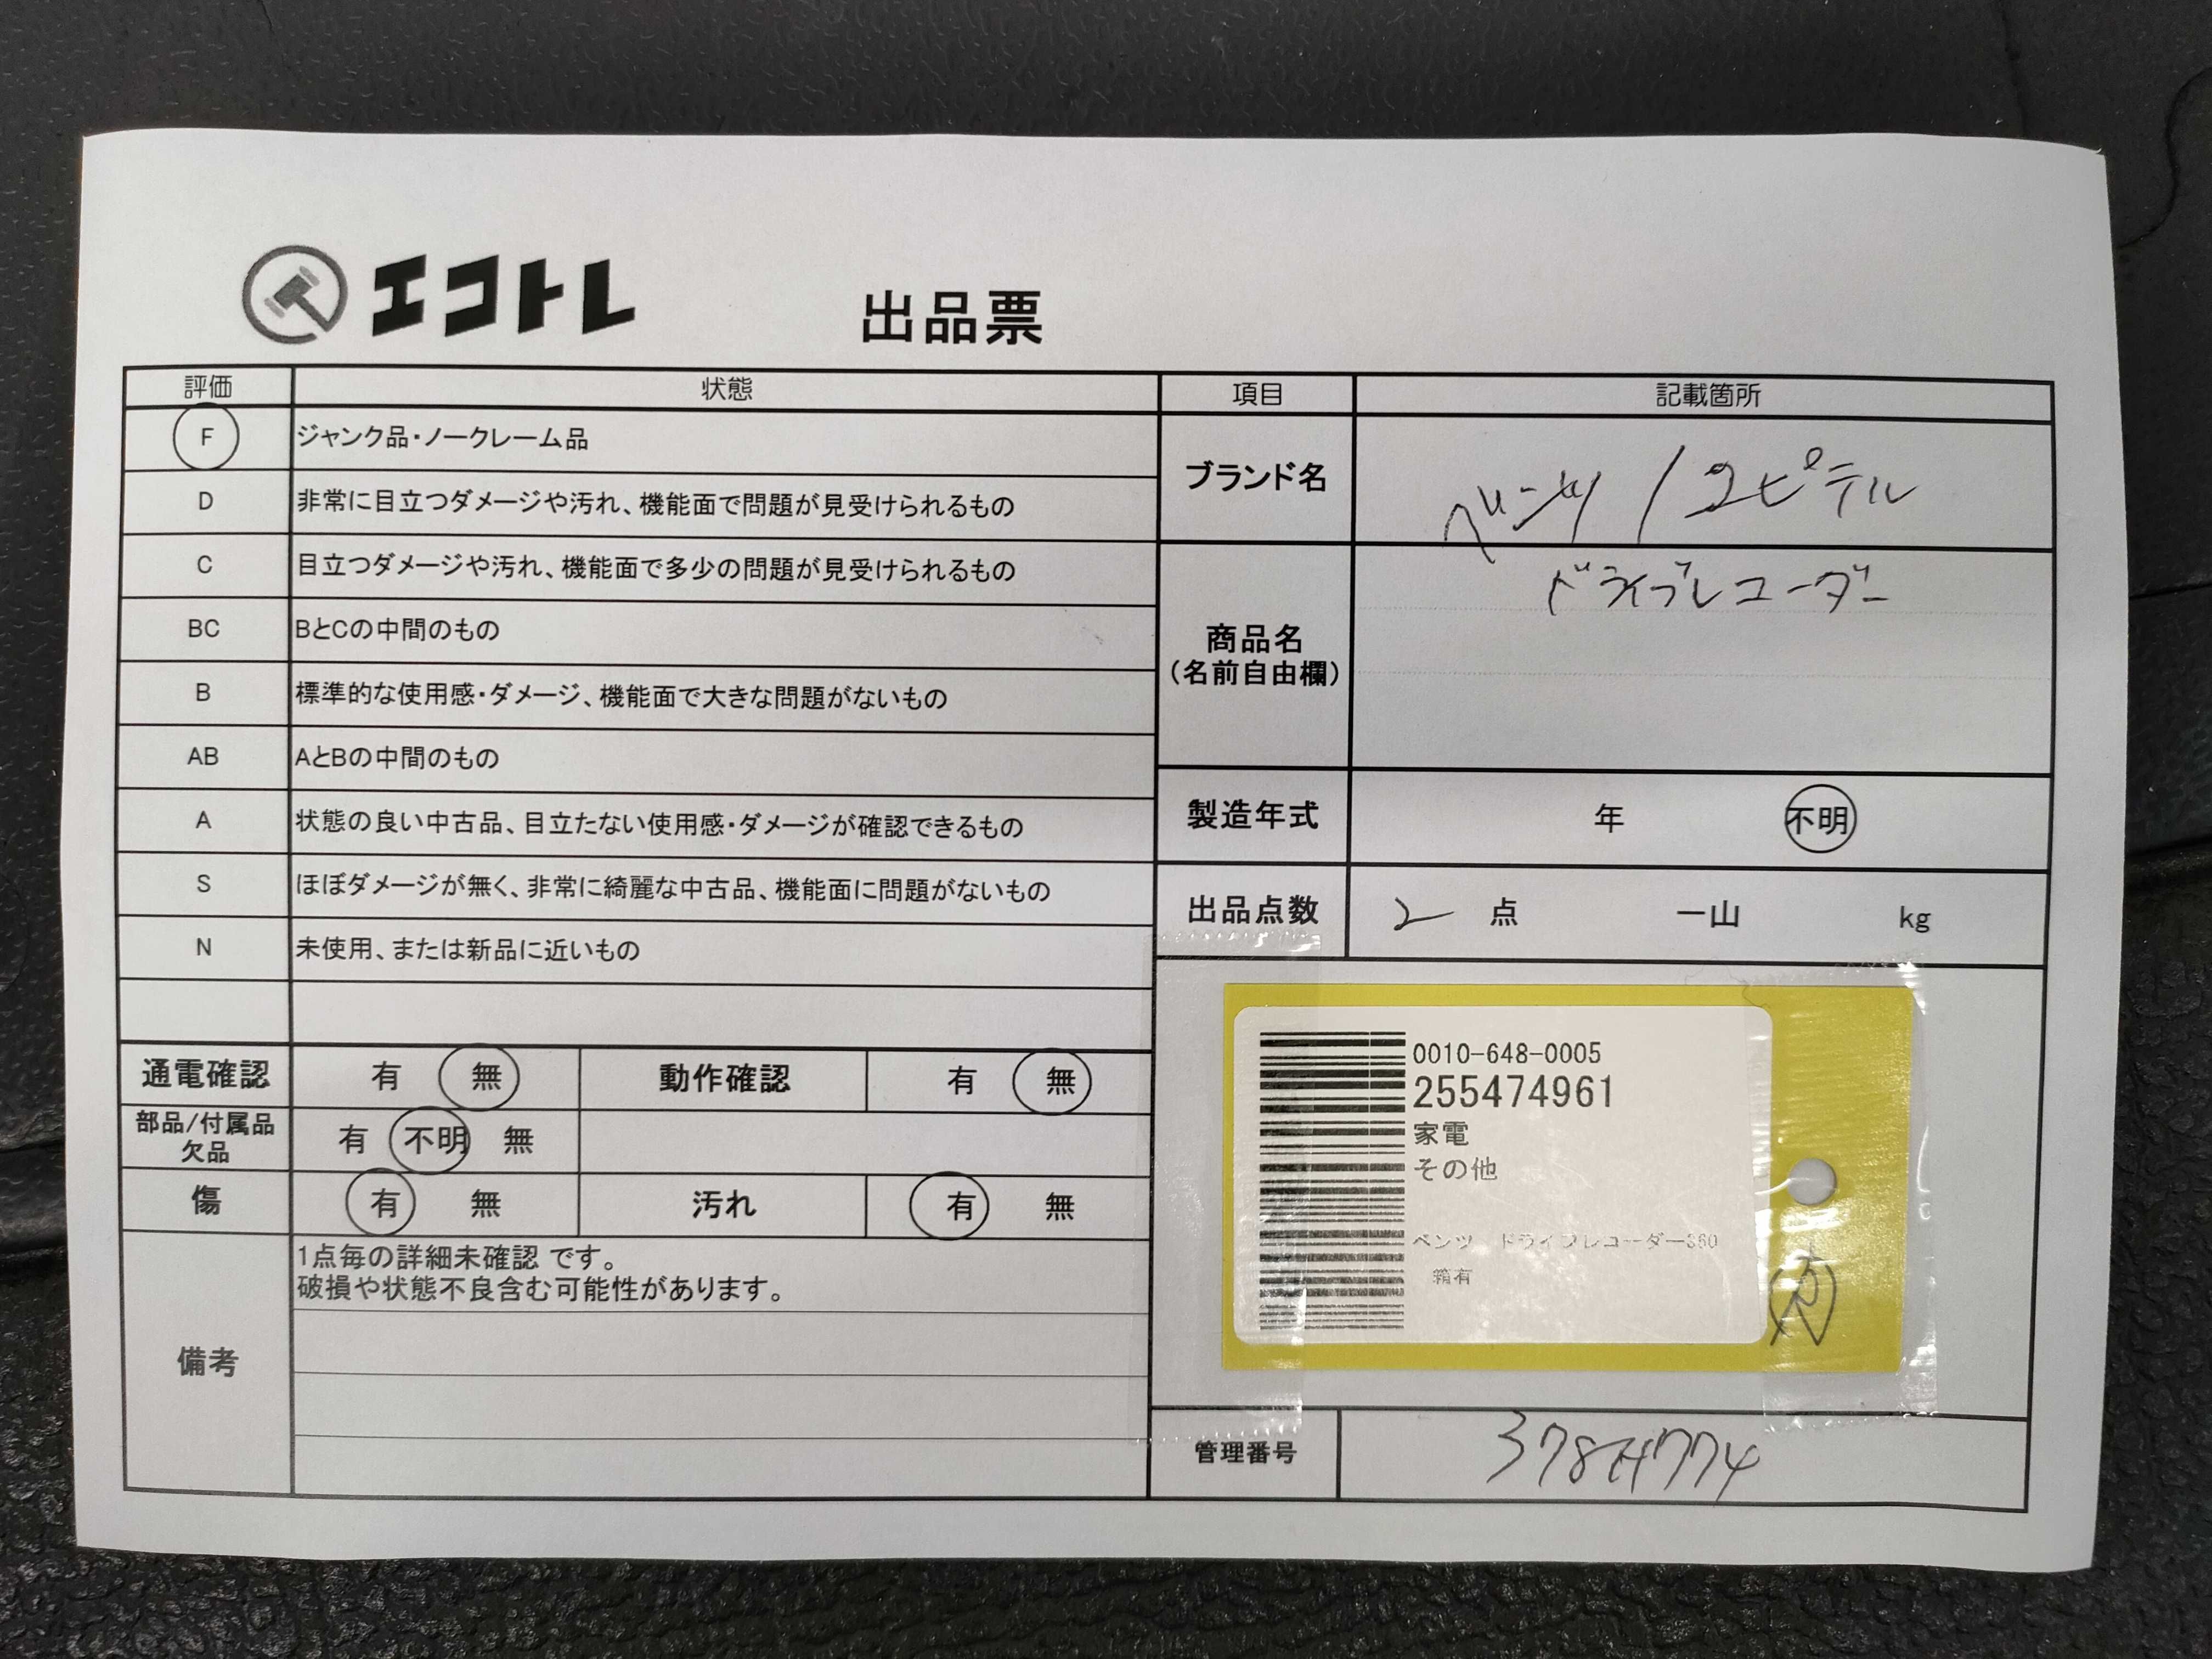 エコトレ
出品票
評価 状態
F ジャンク品・ノークレーム品
D 非常に目立つダメージや汚れ、機能面で問題が見受けられるもの
C 目立つダメージや汚れ、機能面で多少の問題が見受けられるもの
BC BとCの中間のもの
B 標準的な使用感・ダメージ、機能面で大きな問題がないもの
AB AとBの中間のもの
A 状態の良い中古品、目立たない使用感・ダメージが確認できるもの
S ほぼダメージが無く、非常に綺麗な中古品、機能面に問題がないもの
N 未使用、または新品に近いもの
通電確認 有 無 動作確認 有 無
部品/付属品
欠品
有 不明 無
傷 有 無 汚れ 有 無
備考
1点毎の詳細未確認 です。
破損や状態不良含む可能性があります。
項目 記載箇所
ブランド名 ベンツ / ユピテル
商品名
(名前自由欄)
ドライブレコーダー
製造年式 年 不明
出品点数 2 点 一山 kg
0010-648-0005
255474961
家電
その他
ベンツ ドライブレコーダー360
箱有
管理番号 378H774